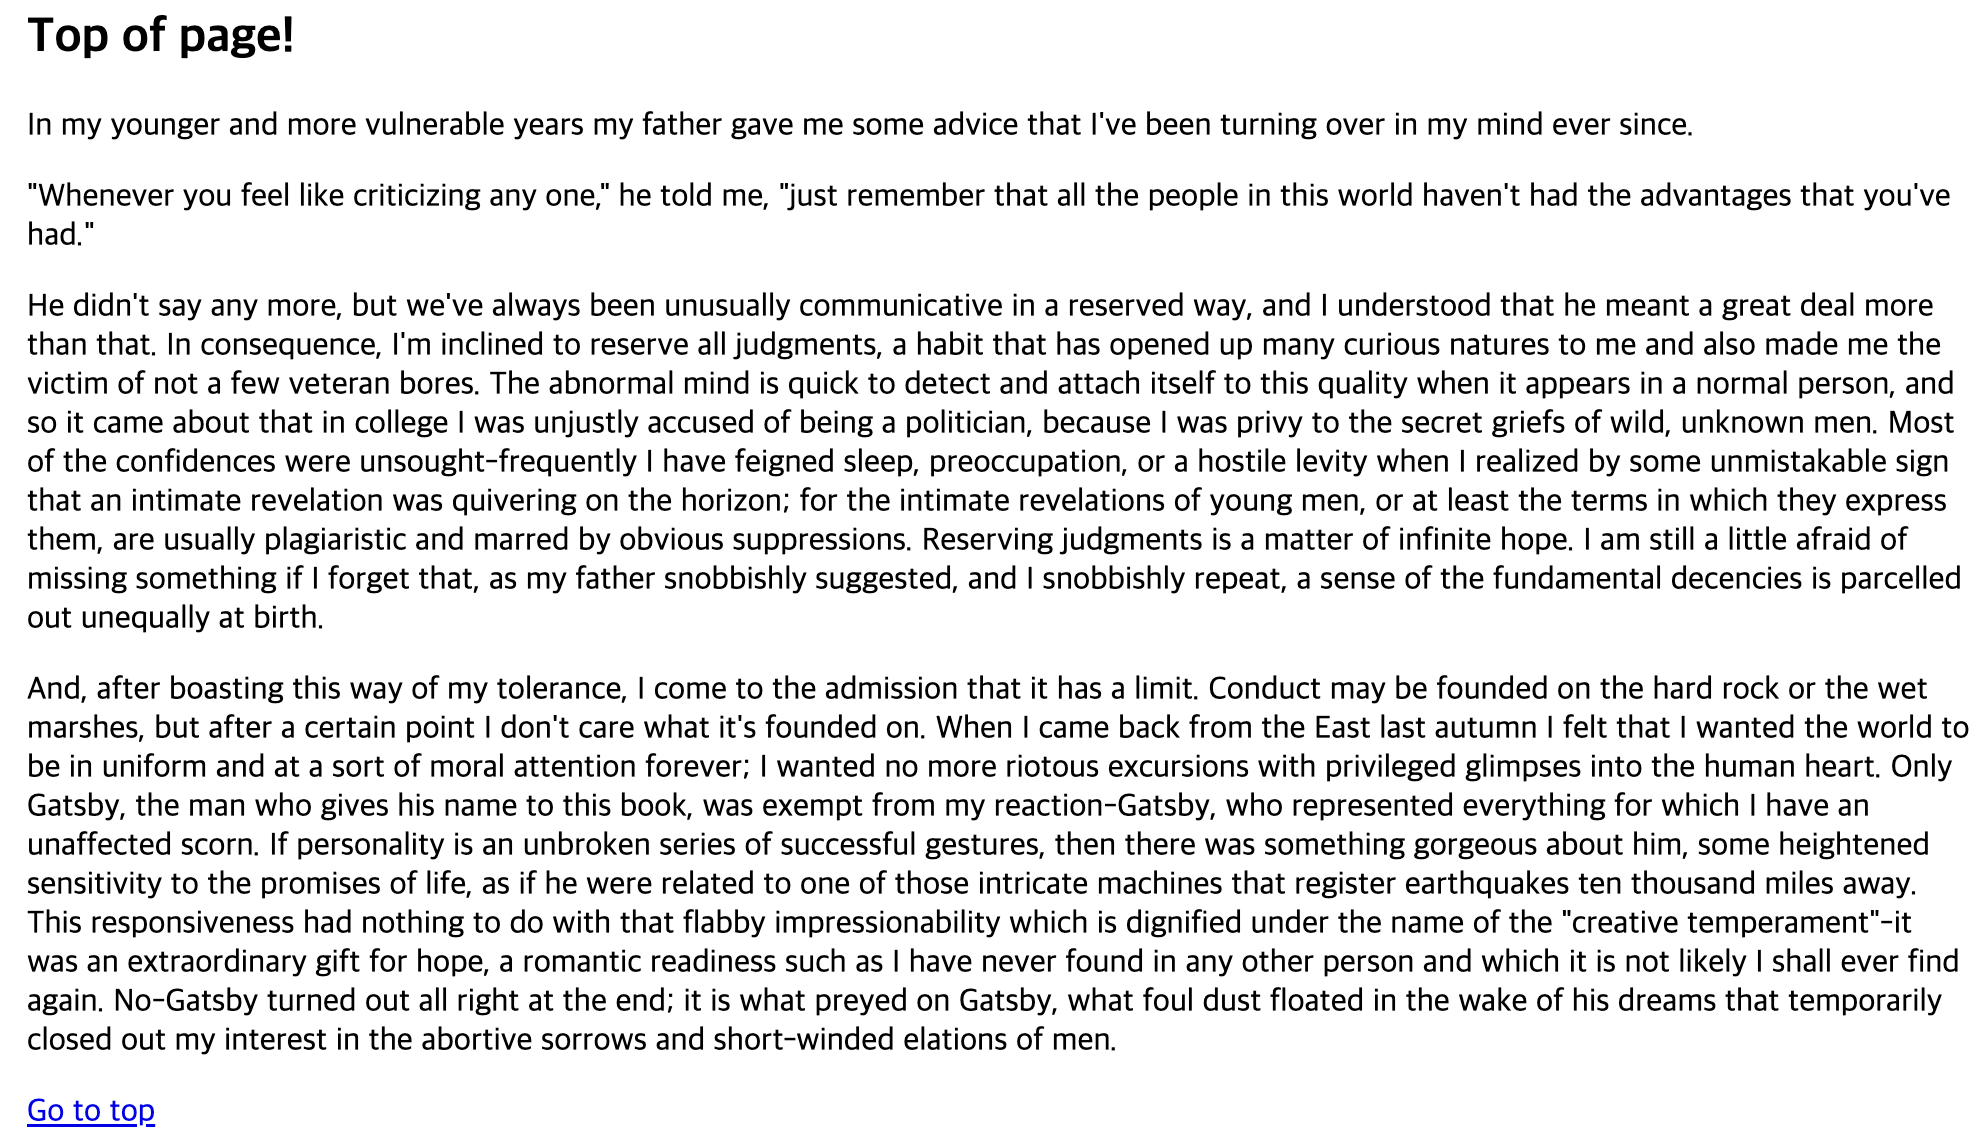 Top of page!
In my younger and more vulnerable years my father gave me some advice that I've been turning over in my mind ever since.
"Whenever you feel like criticizing any one," he told me, "just remember that all the people in this world haven't had the advantages that you've
had."
He didn't say any more, but we've always been unusually communicative in a reserved way, and I understood that he meant a great deal more
than that. In consequence, I'm inclined to reserve all judgments, a habit that has opened up many curious natures to me and also made me the
victim of not a few veteran bores. The abnormal mind is quick to detect and attach itself to this quality when it appears in a normal person, and
so it came about that in college I was unjustly accused of being a politician, because I was privy to the secret griefs of wild, unknown men. Most
of the confidences were unsought-frequently I have feigned sleep, preoccupation, or a hostile levity when I realized by some unmistakable sign
that an intimate revelation was quivering on the horizon; for the intimate revelations of young men, or at least the terms in which they express
them, are usually plagiaristic and marred by obvious suppressions. Reserving judgments is a matter of infinite hope. I am still a little afraid of
missing something if I forget that, as my father snobbishly suggested, and I snobbishly repeat, a sense of the fundamental decencies is parcelled
out unequally at birth.
And, after boasting this way of my tolerance, I come to the admission that it has a limit. Conduct may be founded on the hard rock or the wet
marshes, but after a certain point I don't care what it's founded on. When I came back from the East last autumn I felt that I wanted the world to
be in uniform and at a sort of moral attention forever; I wanted no more riotous excursions with privileged glimpses into the human heart. Only
Gatsby, the man who gives his name to this book, was exempt from my reaction-Gatsby, who represented everything for which I have an
unaffected scorn. If personality is an unbroken series of successful gestures, then there was something gorgeous about him, some heightened
sensitivity to the promises of life, as if he were related to one of those intricate machines that register earthquakes ten thousand miles away.
This responsiveness had nothing to do with that flabby impressionability which is dignified under the name of the "creative temperament"-it
was an extraordinary gift for hope, a romantic readiness such as I have never found in any other person and which it is not likely I shall ever find
again. No-Gatsby turned out all right at the end; it is what preyed on Gatsby, what foul dust floated in the wake of his dreams that temporarily
closed out my interest in the abortive sorrows and short-winded elations of men.
Go to top